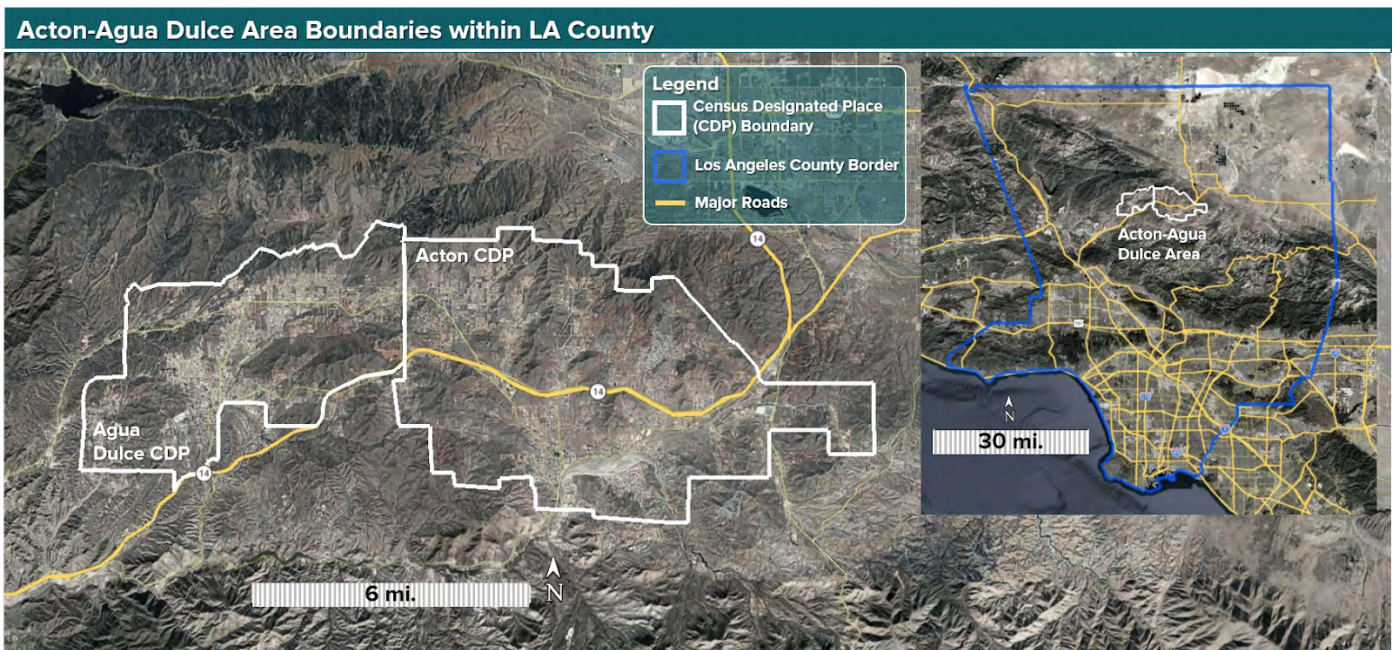 Acton-Agua Dulce Area Boundaries within LA County
Legend
Census Designated Place
(CDP) Boundary
Los Angeles County Border
Major Roads
14
Acton CDP
14
Agua
Dulce CDP
14
6 mi.
N
Acton-Agua
Dulce Area
N
30 mi.